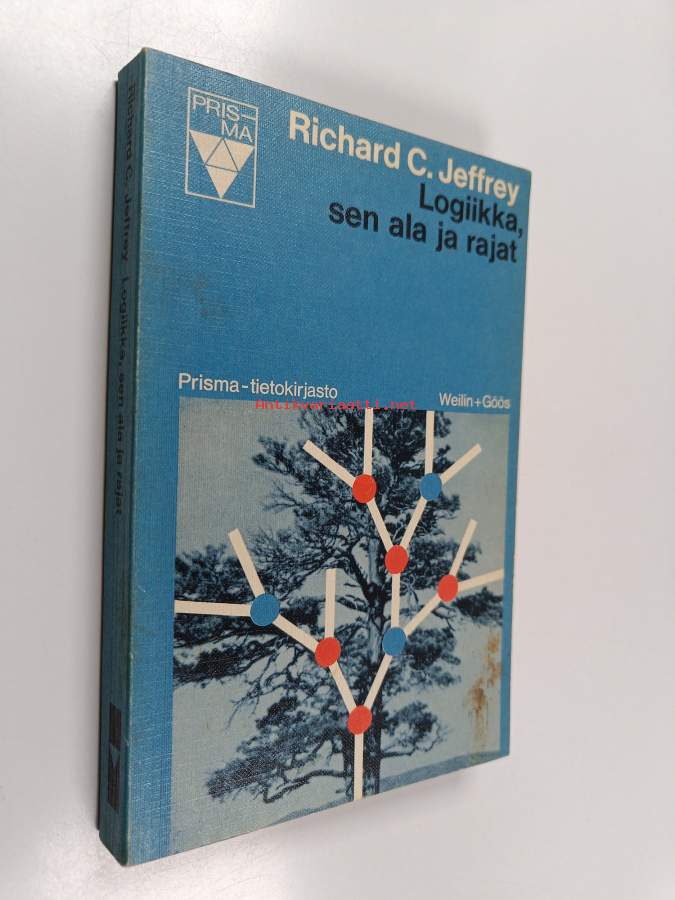 PRIS-
MA
Richard C. Jeffrey
Logiikka,
sen ala ja rajat
Prisma-tietokirjasto
Weilin+Göös
Antikvariaatti.net
Richard C. Jeffrey Logiikka, sen ala ja rajat